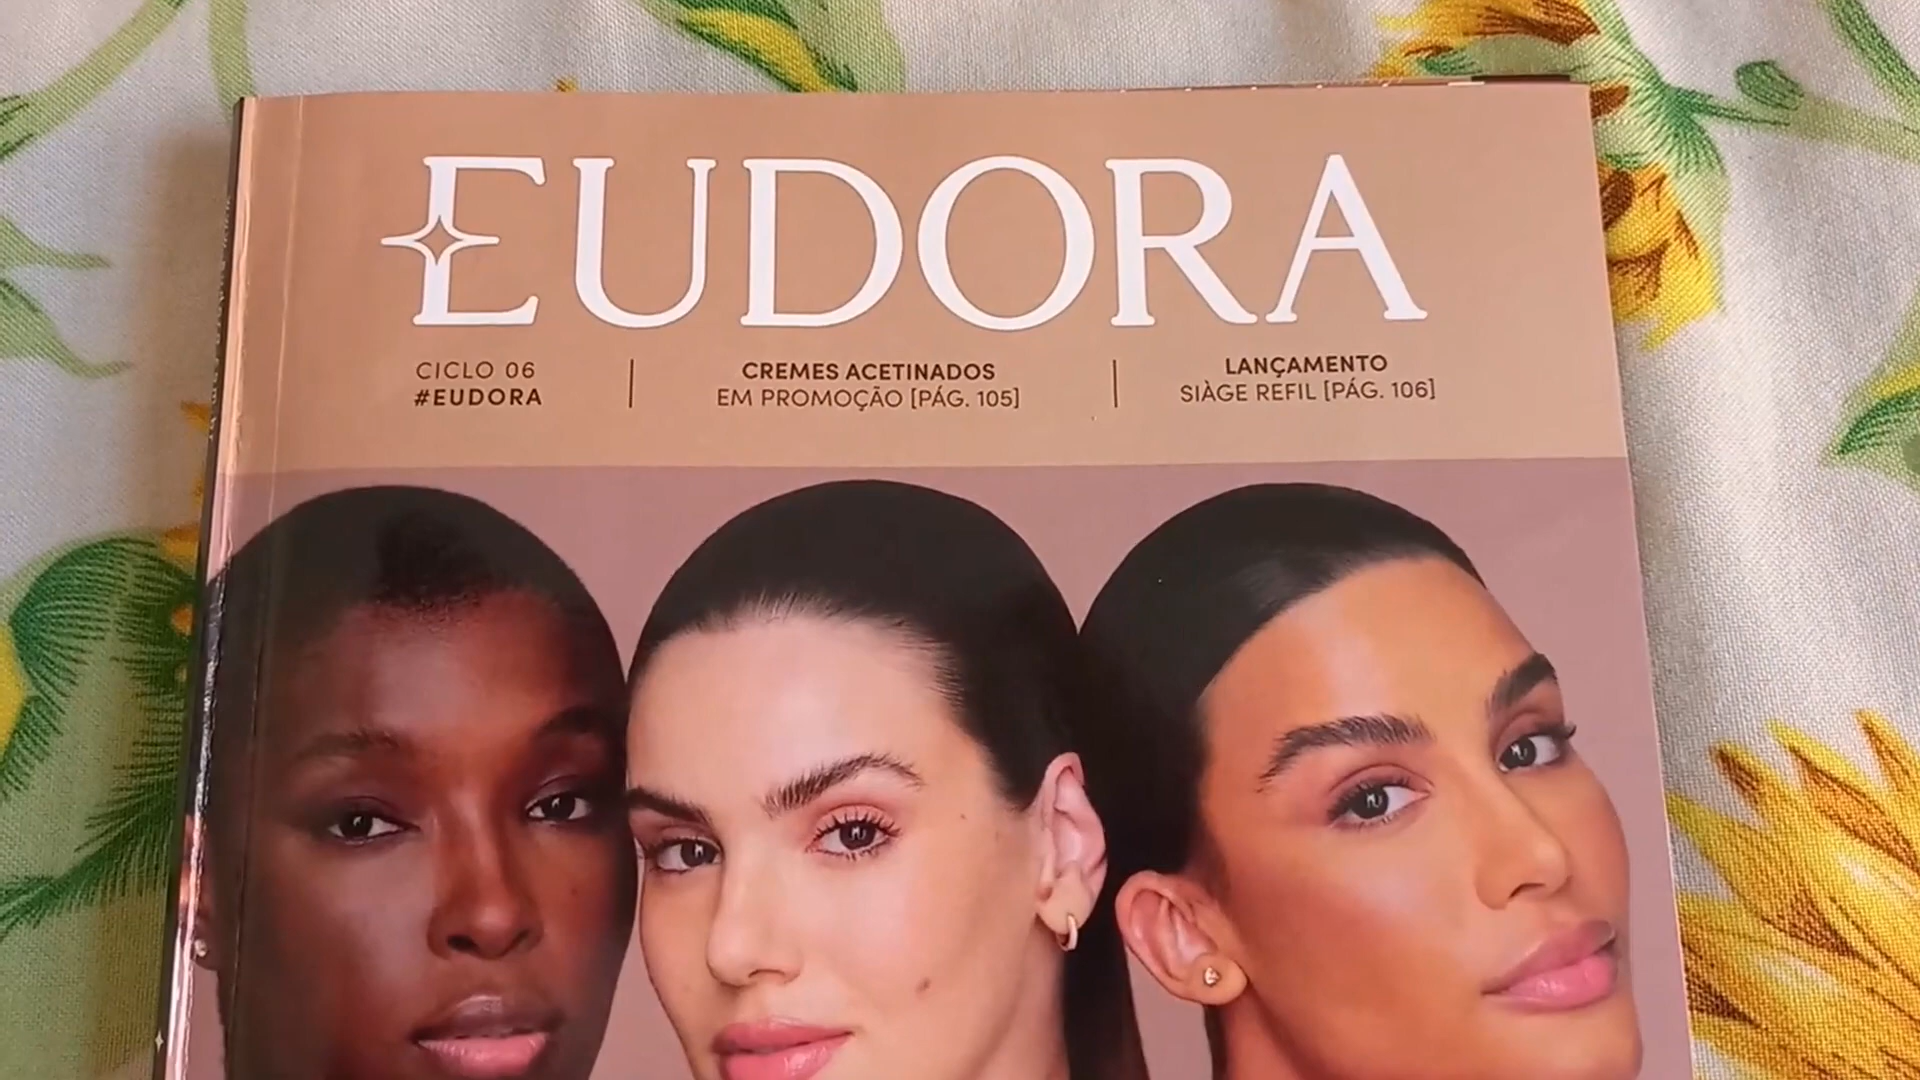 EUDORA
CICLO 06
#EUDORA
CREMES ACETINADOS
EM PROMOÇÃO [PÁG. 105]
LANÇAMENTO
SIÀGE REFIL [PÁG. 106]